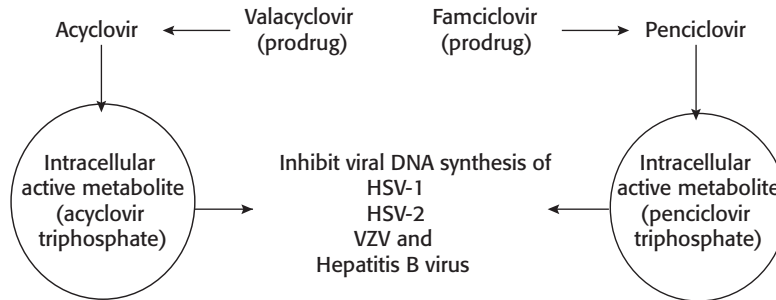 Acyclovir
Valacyclovir
(prodrug)
Famciclovir
(prodrug)
Penciclovir
Intracellular
active metabolite
(acyclovir
triphosphate)
Inhibit viral DNA synthesis of
HSV-1
HSV-2
VZV and
Hepatitis B virus
Intracellular
active metabolite
(penciclovir
triphosphate)